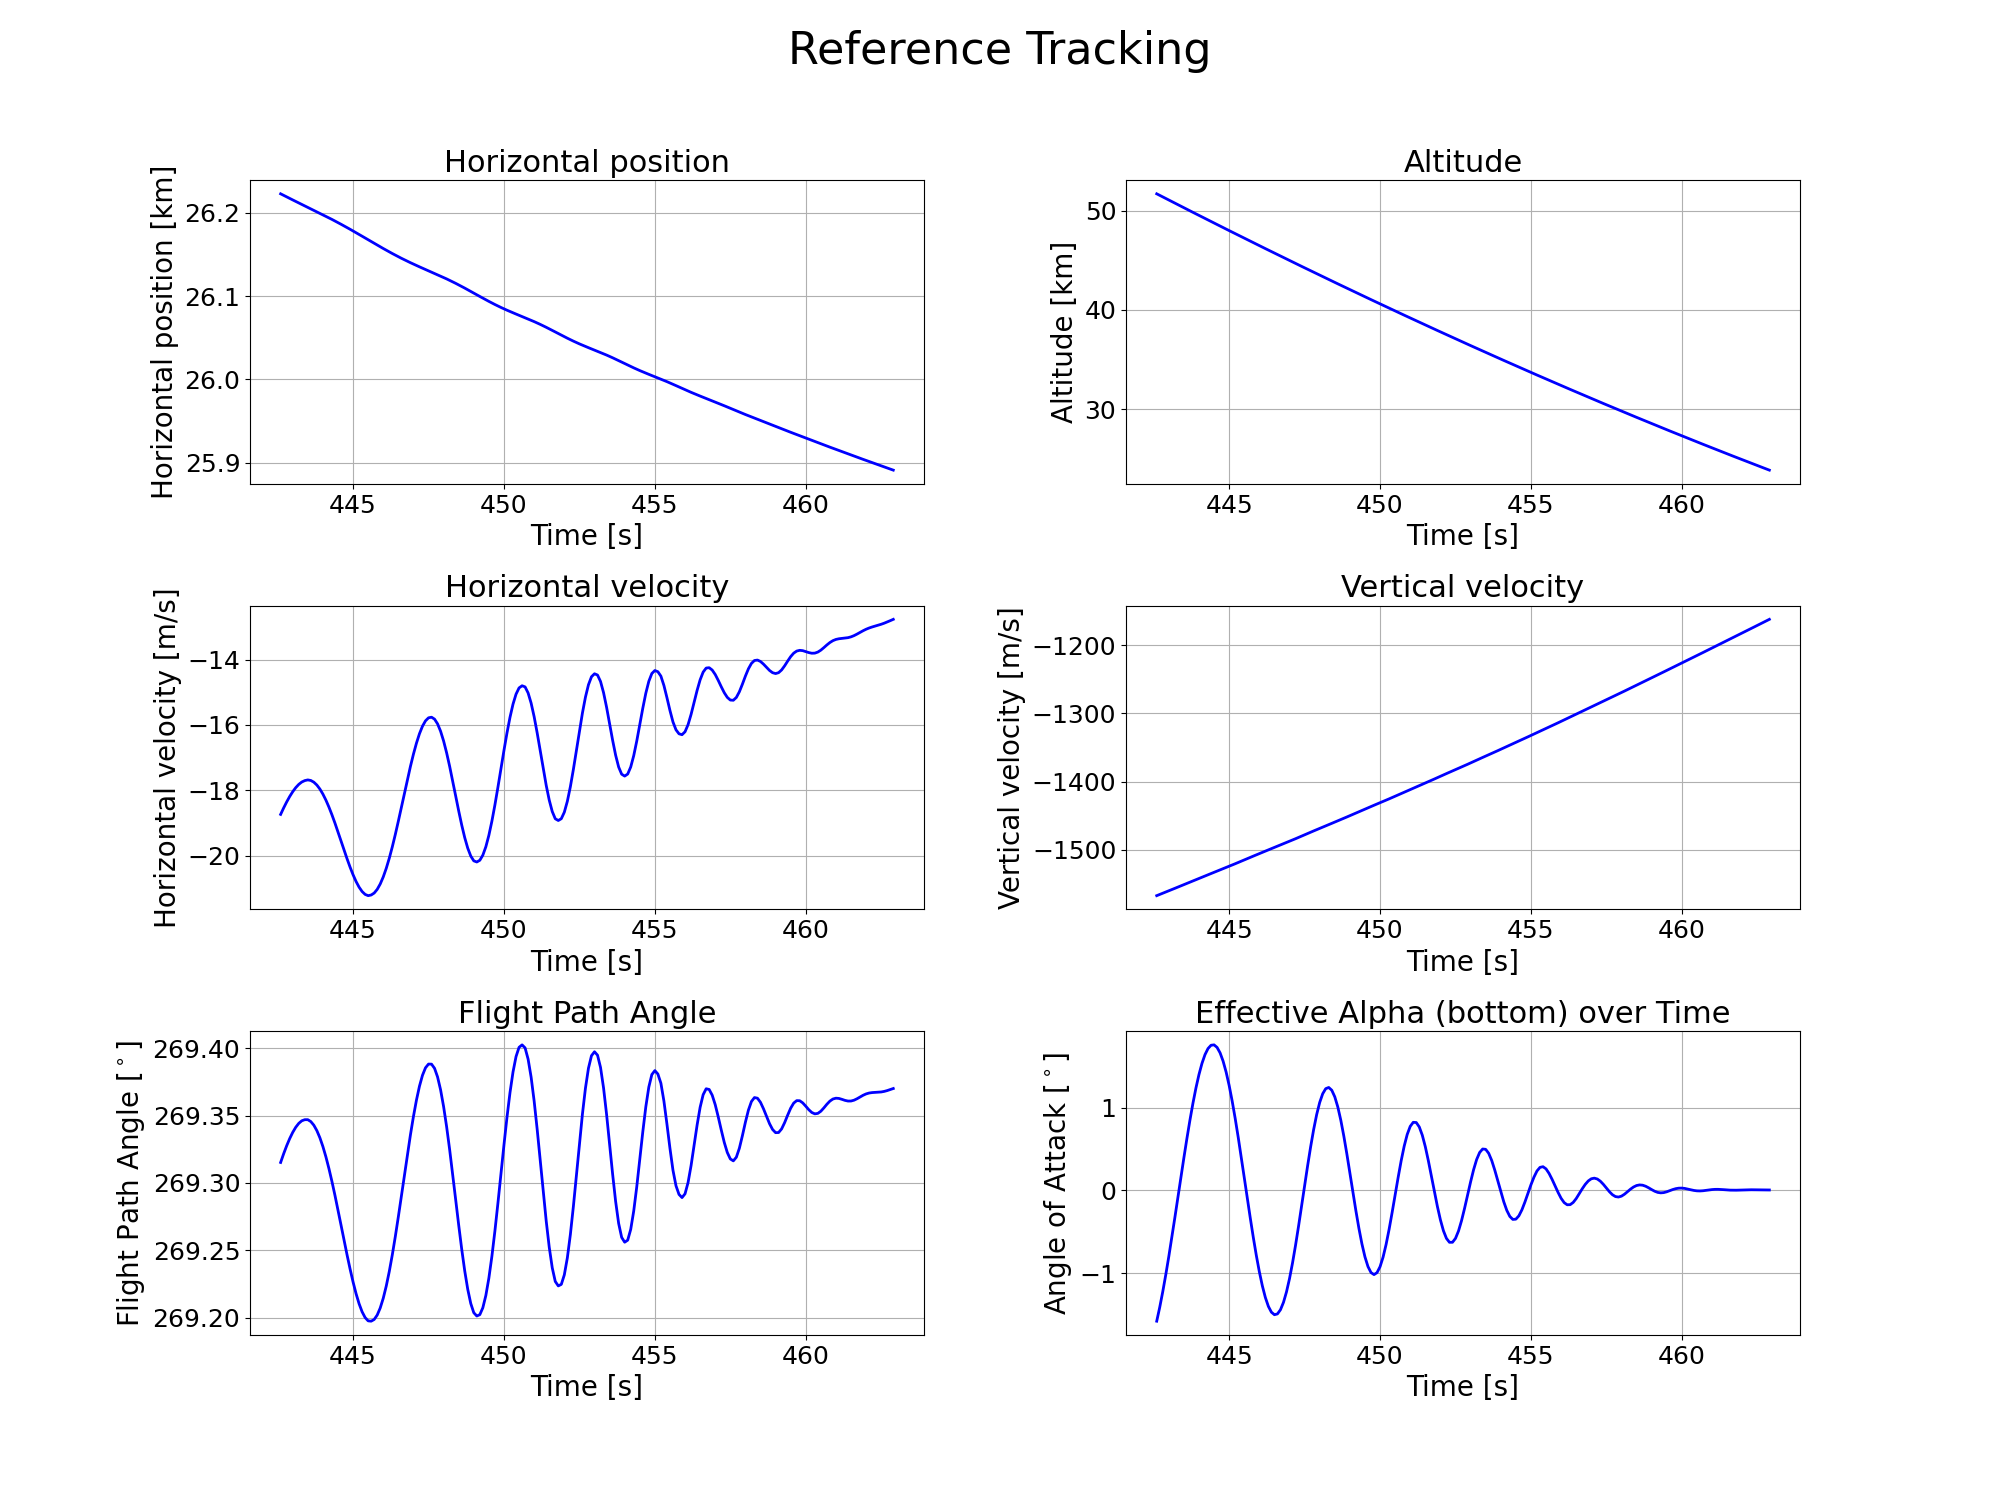 Reference Tracking
Horizontal position
Horizontal position [km]
26.2
26.1
26.0
25.9
445 450 455 460
Time [s]
Altitude
Altitude [km]
50
40
30
445 450 455 460
Time [s]
Horizontal velocity
Horizontal velocity [m/s]
−14
−16
−18
−20
445 450 455 460
Time [s]
Vertical velocity
Vertical velocity [m/s]
−1200
−1300
−1400
−1500
445 450 455 460
Time [s]
Flight Path Angle
Flight Path Angle [°]
269.40
269.35
269.30
269.25
269.20
445 450 455 460
Time [s]
Effective Alpha (bottom) over Time
Angle of Attack [°]
1
0
−1
445 450 455 460
Time [s]